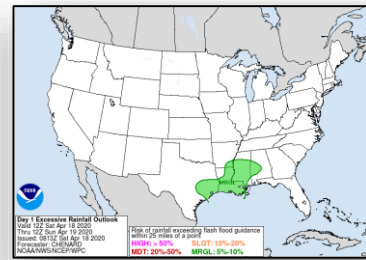 MRGL
NOAA
Day 1 Excessive Rainfall Outlook
Valid 12Z Sat Apr 18 2020
Thru 12Z Sun Apr 19 2020
Issued: 0813Z Sat Apr 18 2020
Forecaster: CHENARD
NOAA/NWS/NCEP/WPC
Risk of rainfall exceeding flash flood guidance
within 25 miles of a point
HIGH: > 50% SLGT: 10%-20%
MDT: 20%-50% MRGL: 5%-10%